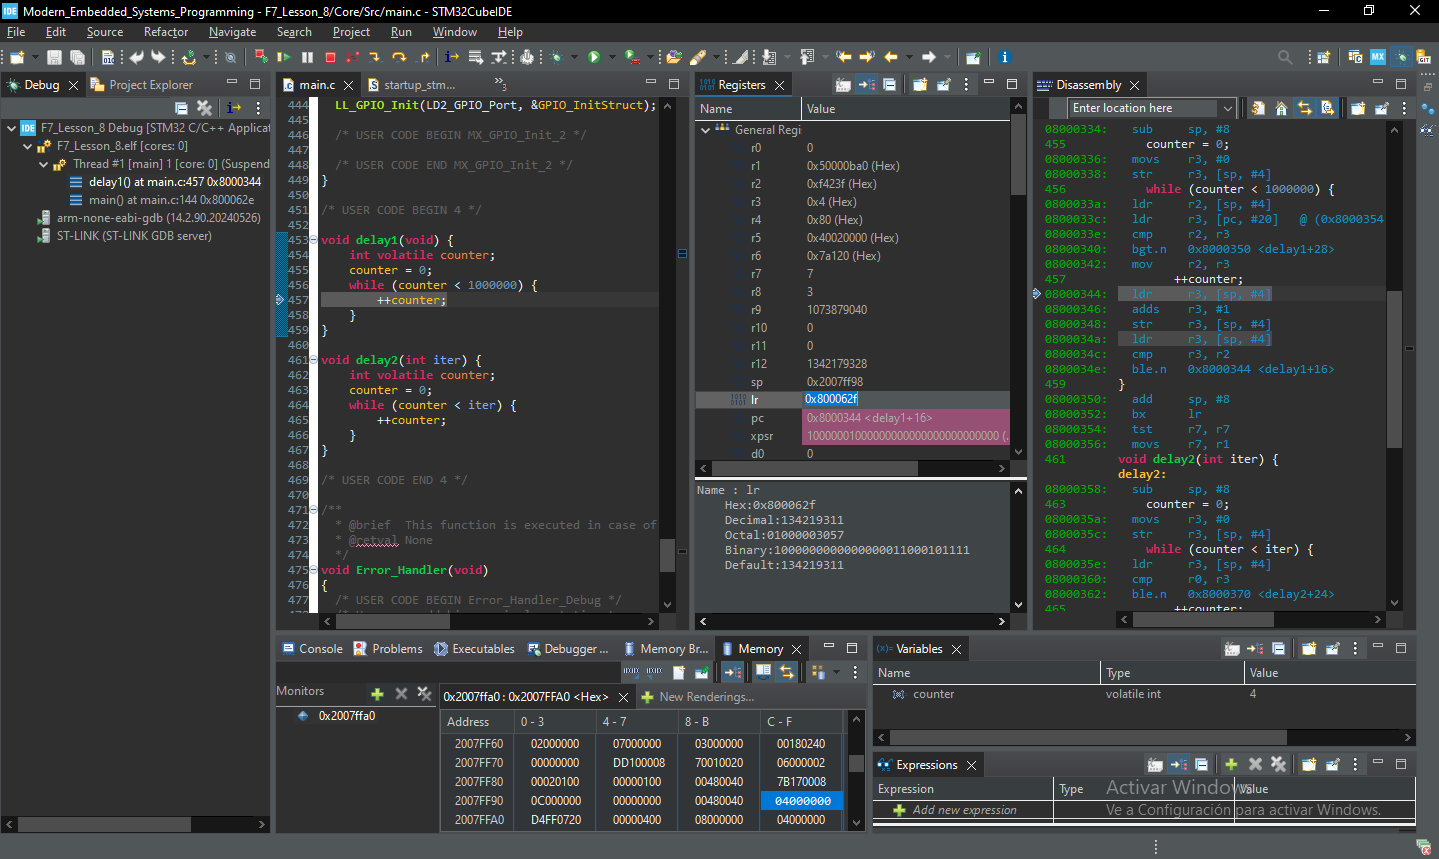 IDE Modern_Embedded_Systems_Programming - F7_Lesson_8/Core/Src/main.c - STM32CubeIDE
File Edit Source Refactor Navigate Search Project Run Window Help
Debug
Project Explorer
IDE F7_Lesson_8 Debug [STM32 C/C++ Applicat
F7_Lesson_8.elf [cores: 0]
Thread #1 [main] 1 [core: 0] (Suspend
delay1() at main.c:457 0x8000344
main() at main.c:144 0x800062e
arm-none-eabi-gdb (14.2.90.20240526)
ST-LINK (ST-LINK GDB server)
main.c
startup_stm...
»3
444 LL_GPIO_Init(LD2_GPIO_Port, &GPIO_InitStruct);
445
446 /* USER CODE BEGIN MX_GPIO_Init_2 */
447
448 /* USER CODE END MX_GPIO_Init_2 */
449 }
450
451 /* USER CODE BEGIN 4 */
452
453 void delay1(void) {
454 int volatile counter;
455 counter = 0;
456 while (counter < 1000000) {
457 ++counter;
458 }
459 }
460
461 void delay2(int iter) {
462 int volatile counter;
463 counter = 0;
464 while (counter < iter) {
465 ++counter;
466 }
467 }
468
469 /* USER CODE END 4 */
470
471 /**
472 * @brief This function is executed in case of
473 * @retval None
474 */
475 void Error_Handler(void)
476 {
477 /* USER CODE BEGIN Error_Handler_Debug */
Registers
Name Value
General Regi
r0 0
r1 0x50000ba0 (Hex)
r2 0xf423f (Hex)
r3 0x4 (Hex)
r4 0x80 (Hex)
r5 0x40020000 (Hex)
r6 0x7a120 (Hex)
r7 7
r8 3
r9 1073879040
r10 0
r11 0
r12 1342179328
sp 0x2007ff98
lr 0x800062f
pc 0x8000344 <delay1+16>
xpsr 10000001000000000000000000000000 (.
d0 0
Name : lr
Hex:0x800062f
Decimal:134219311
Octal:01000003057
Binary:1000000000000000011000101111
Default:134219311
Disassembly
Enter location here
08000334: sub sp, #8
455 counter = 0;
08000336: movs r3, #0
08000338: str r3, [sp, #4]
456 while (counter < 1000000) {
0800033a: ldr r2, [sp, #4]
0800033c: ldr r3, [pc, #20] @ (0x8000354
0800033e: cmp r2, r3
08000340: bgt.n 0x8000350 <delay1+28>
08000342: mov r2, r3
457 ++counter;
08000344: ldr r3, [sp, #4]
08000346: adds r3, #1
08000348: str r3, [sp, #4]
0800034a: ldr r3, [sp, #4]
0800034c: cmp r3, r2
0800034e: ble.n 0x8000344 <delay1+16>
459 }
08000350: add sp, #8
08000352: bx lr
08000354: tst r7, r7
08000356: movs r7, r1
461 void delay2(int iter) {
delay2:
08000358: sub sp, #8
463 counter = 0;
0800035a: movs r3, #0
0800035c: str r3, [sp, #4]
464 while (counter < iter) {
0800035e: ldr r3, [sp, #4]
08000360: cmp r0, r3
08000362: ble.n 0x8000370 <delay2+24>
465 ++counter;
Console Problems Executables Debugger ... Memory Br... Memory
Monitors
0x2007ffa0
0x2007ffa0 : 0x2007FFA0 <Hex>
New Renderings...
Address 0 - 3 4 - 7 8 - B C - F
2007FF60 02000000 07000000 03000000 00180240
2007FF70 00000000 DD100008 70010020 06000002
2007FF80 00020100 00000100 00480040 7B170008
2007FF90 0C000000 00000000 00480040 04000000
2007FFA0 D4FF0720 00000400 08000000 04000000
(x)= Variables
Name Type Value
counter volatile int 4
Expressions
Expression Type Value
Add new expression
Activar Windows
Ve a Configuración para activar Windows.